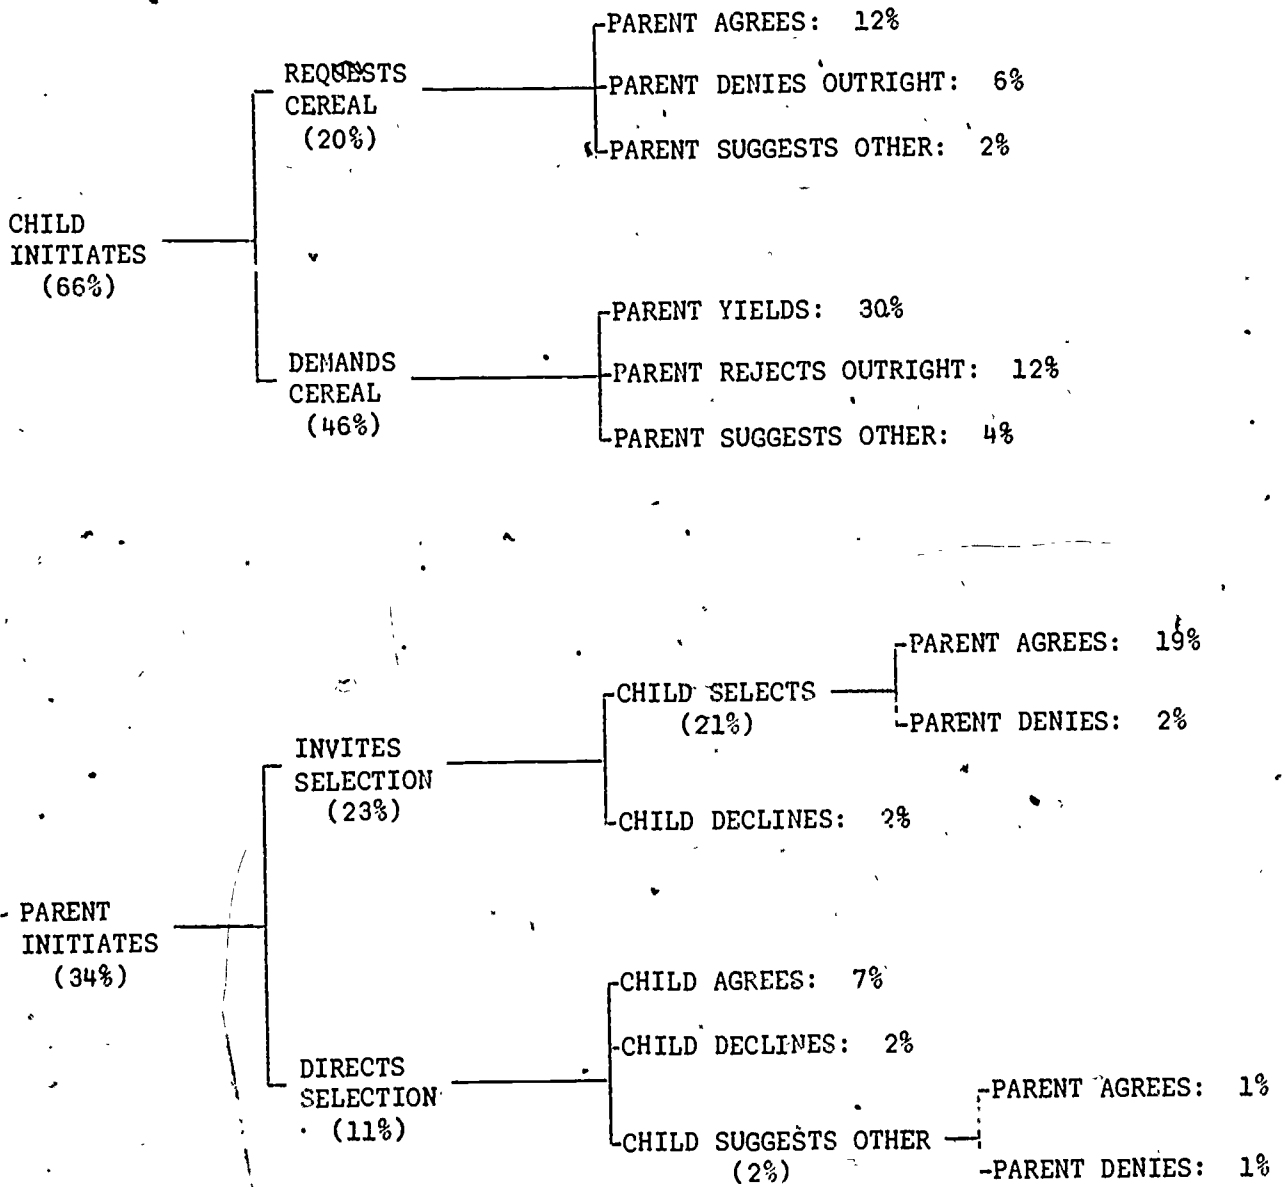 PARENT AGREES: 12%
REQUESTS
CEREAL
(20%)
PARENT DENIES OUTRIGHT: 6%
PARENT SUGGESTS OTHER: 2%
CHILD
INITIATES
(66%)
PARENT YIELDS: 30%
DEMANDS
CEREAL
(46%)
PARENT REJECTS OUTRIGHT: 12%
PARENT SUGGESTS OTHER: 4%
PARENT AGREES: 19%
CHILD SELECTS
(21%)
PARENT DENIES: 2%
INVITES
SELECTION
(23%)
CHILD DECLINES: 2%
PARENT
INITIATES
(34%)
CHILD AGREES: 7%
CHILD DECLINES: 2%
DIRECTS
SELECTION
(11%)
PARENT AGREES: 1%
CHILD SUGGESTS OTHER
(2%)
PARENT DENIES: 1%